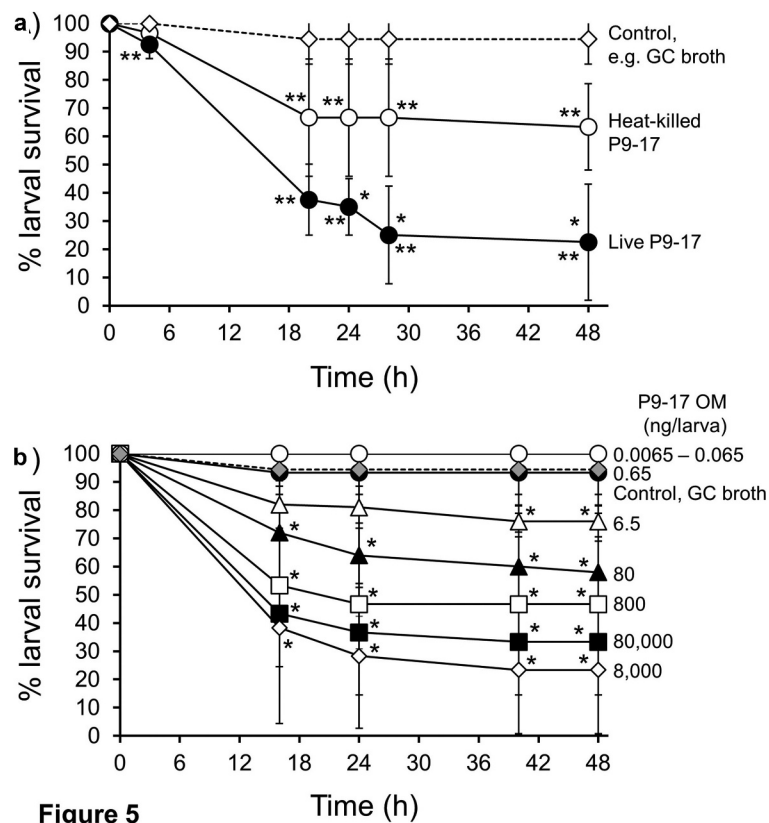 a.)
% larval survival
100
90
80
70
60
50
40
30
20
10
0
** ** ** ** **
** ** * * *
** ** **
0 6 12 18 24 30 36 42 48
Time (h)
Control,
e.g. GC broth
Heat-killed
P9-17
Live P9-17
b)
% larval survival
100
90
80
70
60
50
40
30
20
10
0
* *
* * * *
* * * *
* * * *
* * * *
0 6 12 18 24 30 36 42 48
Time (h)
P9-17 OM
(ng/larva)
0.0065 – 0.065
0.65
Control, GC broth
6.5
80
800
80,000
8,000
Figure 5